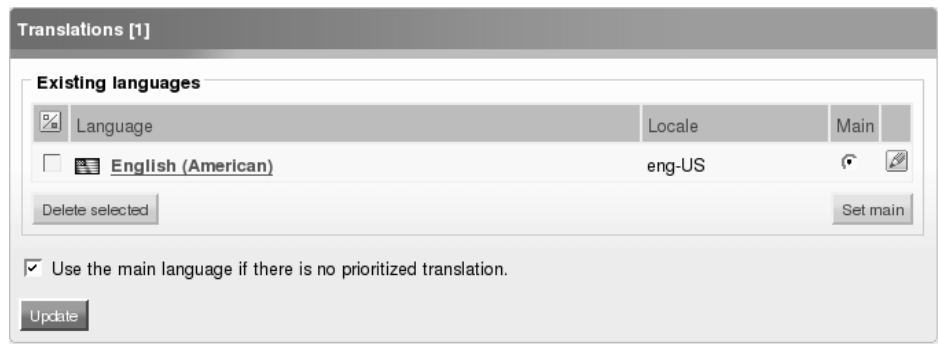 Translations [1]
Existing languages
Language Locale Main
English (American) eng-US
Delete selected Set main
Use the main language if there is no prioritized translation.
Update